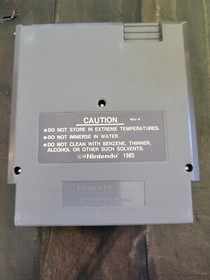 CAUTION
• DO NOT STORE IN EXTREME TEMPERATURES.
• DO NOT IMMERSE IN WATER.
• DO NOT CLEAN WITH BENZENE, THINNER,
ALCOHOL OR OTHER SUCH SOLVENTS.
©Nintendo 1985
Nintendo